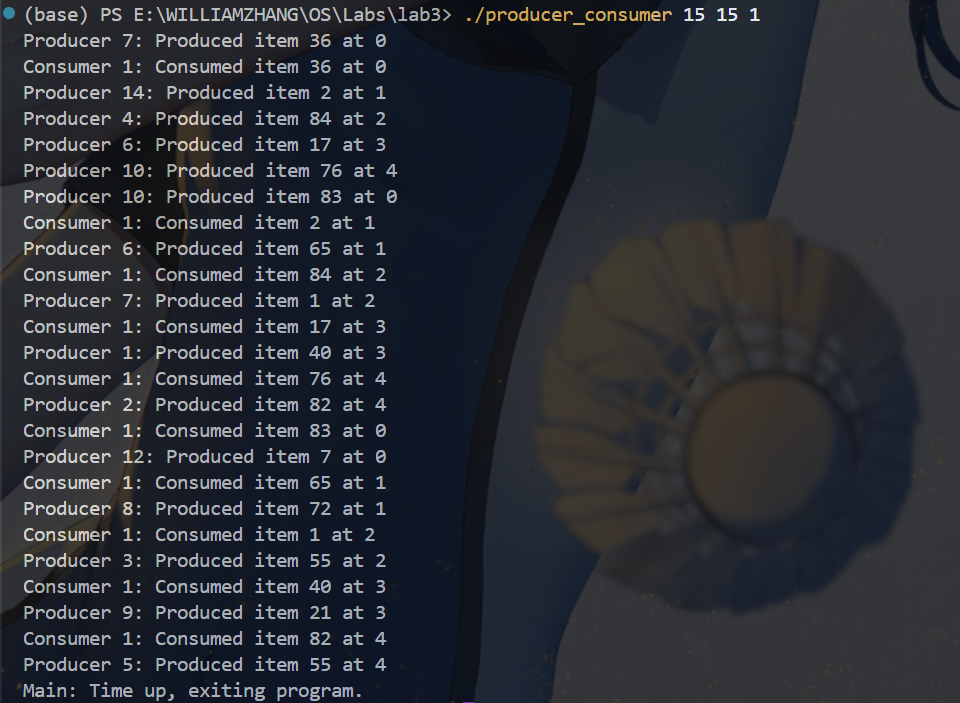 (base) PS E:\WILLIAMZHANG\OS\Labs\lab3> ./producer_consumer 15 15 1
Producer 7: Produced item 36 at 0
Consumer 1: Consumed item 36 at 0
Producer 14: Produced item 2 at 1
Producer 4: Produced item 84 at 2
Producer 6: Produced item 17 at 3
Producer 10: Produced item 76 at 4
Producer 10: Produced item 83 at 0
Consumer 1: Consumed item 2 at 1
Producer 6: Produced item 65 at 1
Consumer 1: Consumed item 84 at 2
Producer 7: Produced item 1 at 2
Consumer 1: Consumed item 17 at 3
Producer 1: Produced item 40 at 3
Consumer 1: Consumed item 76 at 4
Producer 2: Produced item 82 at 4
Consumer 1: Consumed item 83 at 0
Producer 12: Produced item 7 at 0
Consumer 1: Consumed item 65 at 1
Producer 8: Produced item 72 at 1
Consumer 1: Consumed item 1 at 2
Producer 3: Produced item 55 at 2
Consumer 1: Consumed item 40 at 3
Producer 9: Produced item 21 at 3
Consumer 1: Consumed item 82 at 4
Producer 5: Produced item 55 at 4
Main: Time up, exiting program.